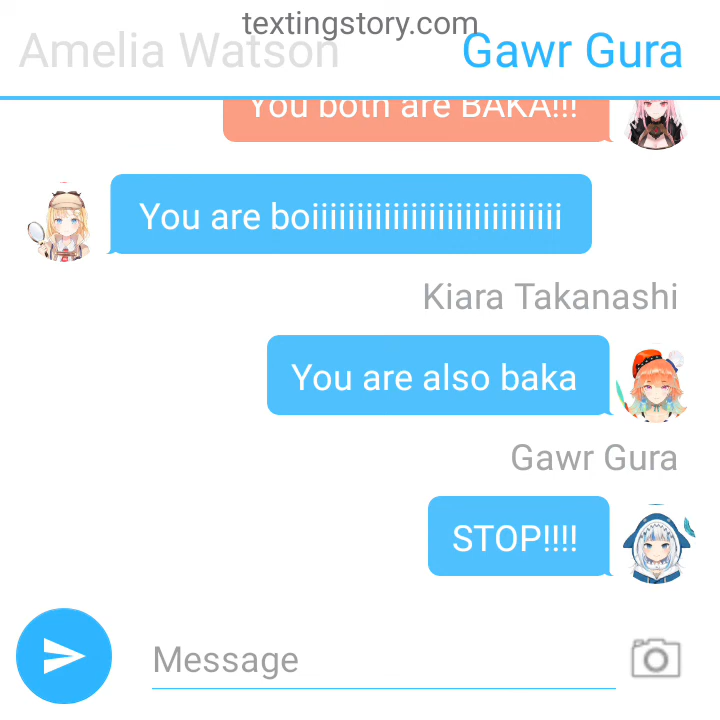 textingstory.com
Amelia Watson
Gawr Gura
You both are BAKA!!!
You are boiiiiiiiiiiiiiiiiiiiiiiiiiiii
Kiara Takanashi
You are also baka
Gawr Gura
STOP!!!!
Message